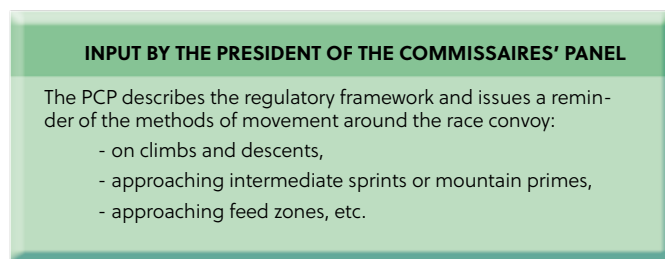 INPUT BY THE PRESIDENT OF THE COMMISSAIRES’ PANEL
The PCP describes the regulatory framework and issues a remin-
der of the methods of movement around the race convoy:
- on climbs and descents,
- approaching intermediate sprints or mountain primes,
- approaching feed zones, etc.